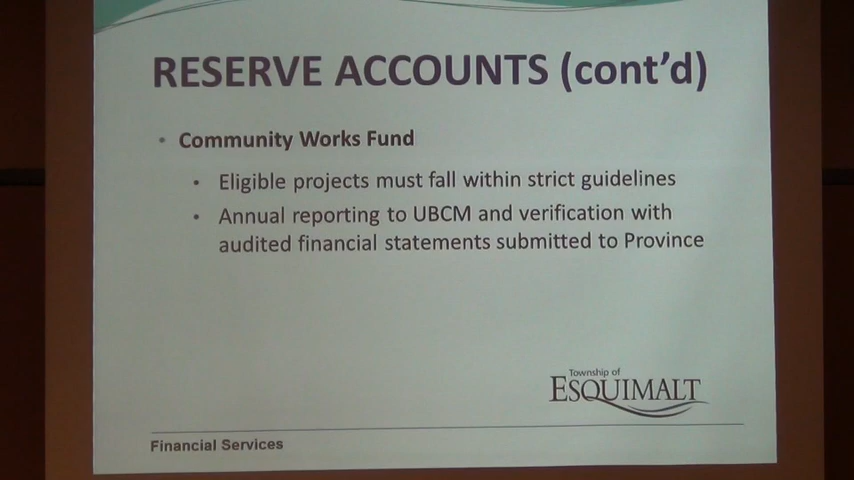 RESERVE ACCOUNTS (cont'd)
• Community Works Fund
• Eligible projects must fall within strict guidelines
• Annual reporting to UBCM and verification with
audited financial statements submitted to Province
Township of
ESQUIMALT
Financial Services